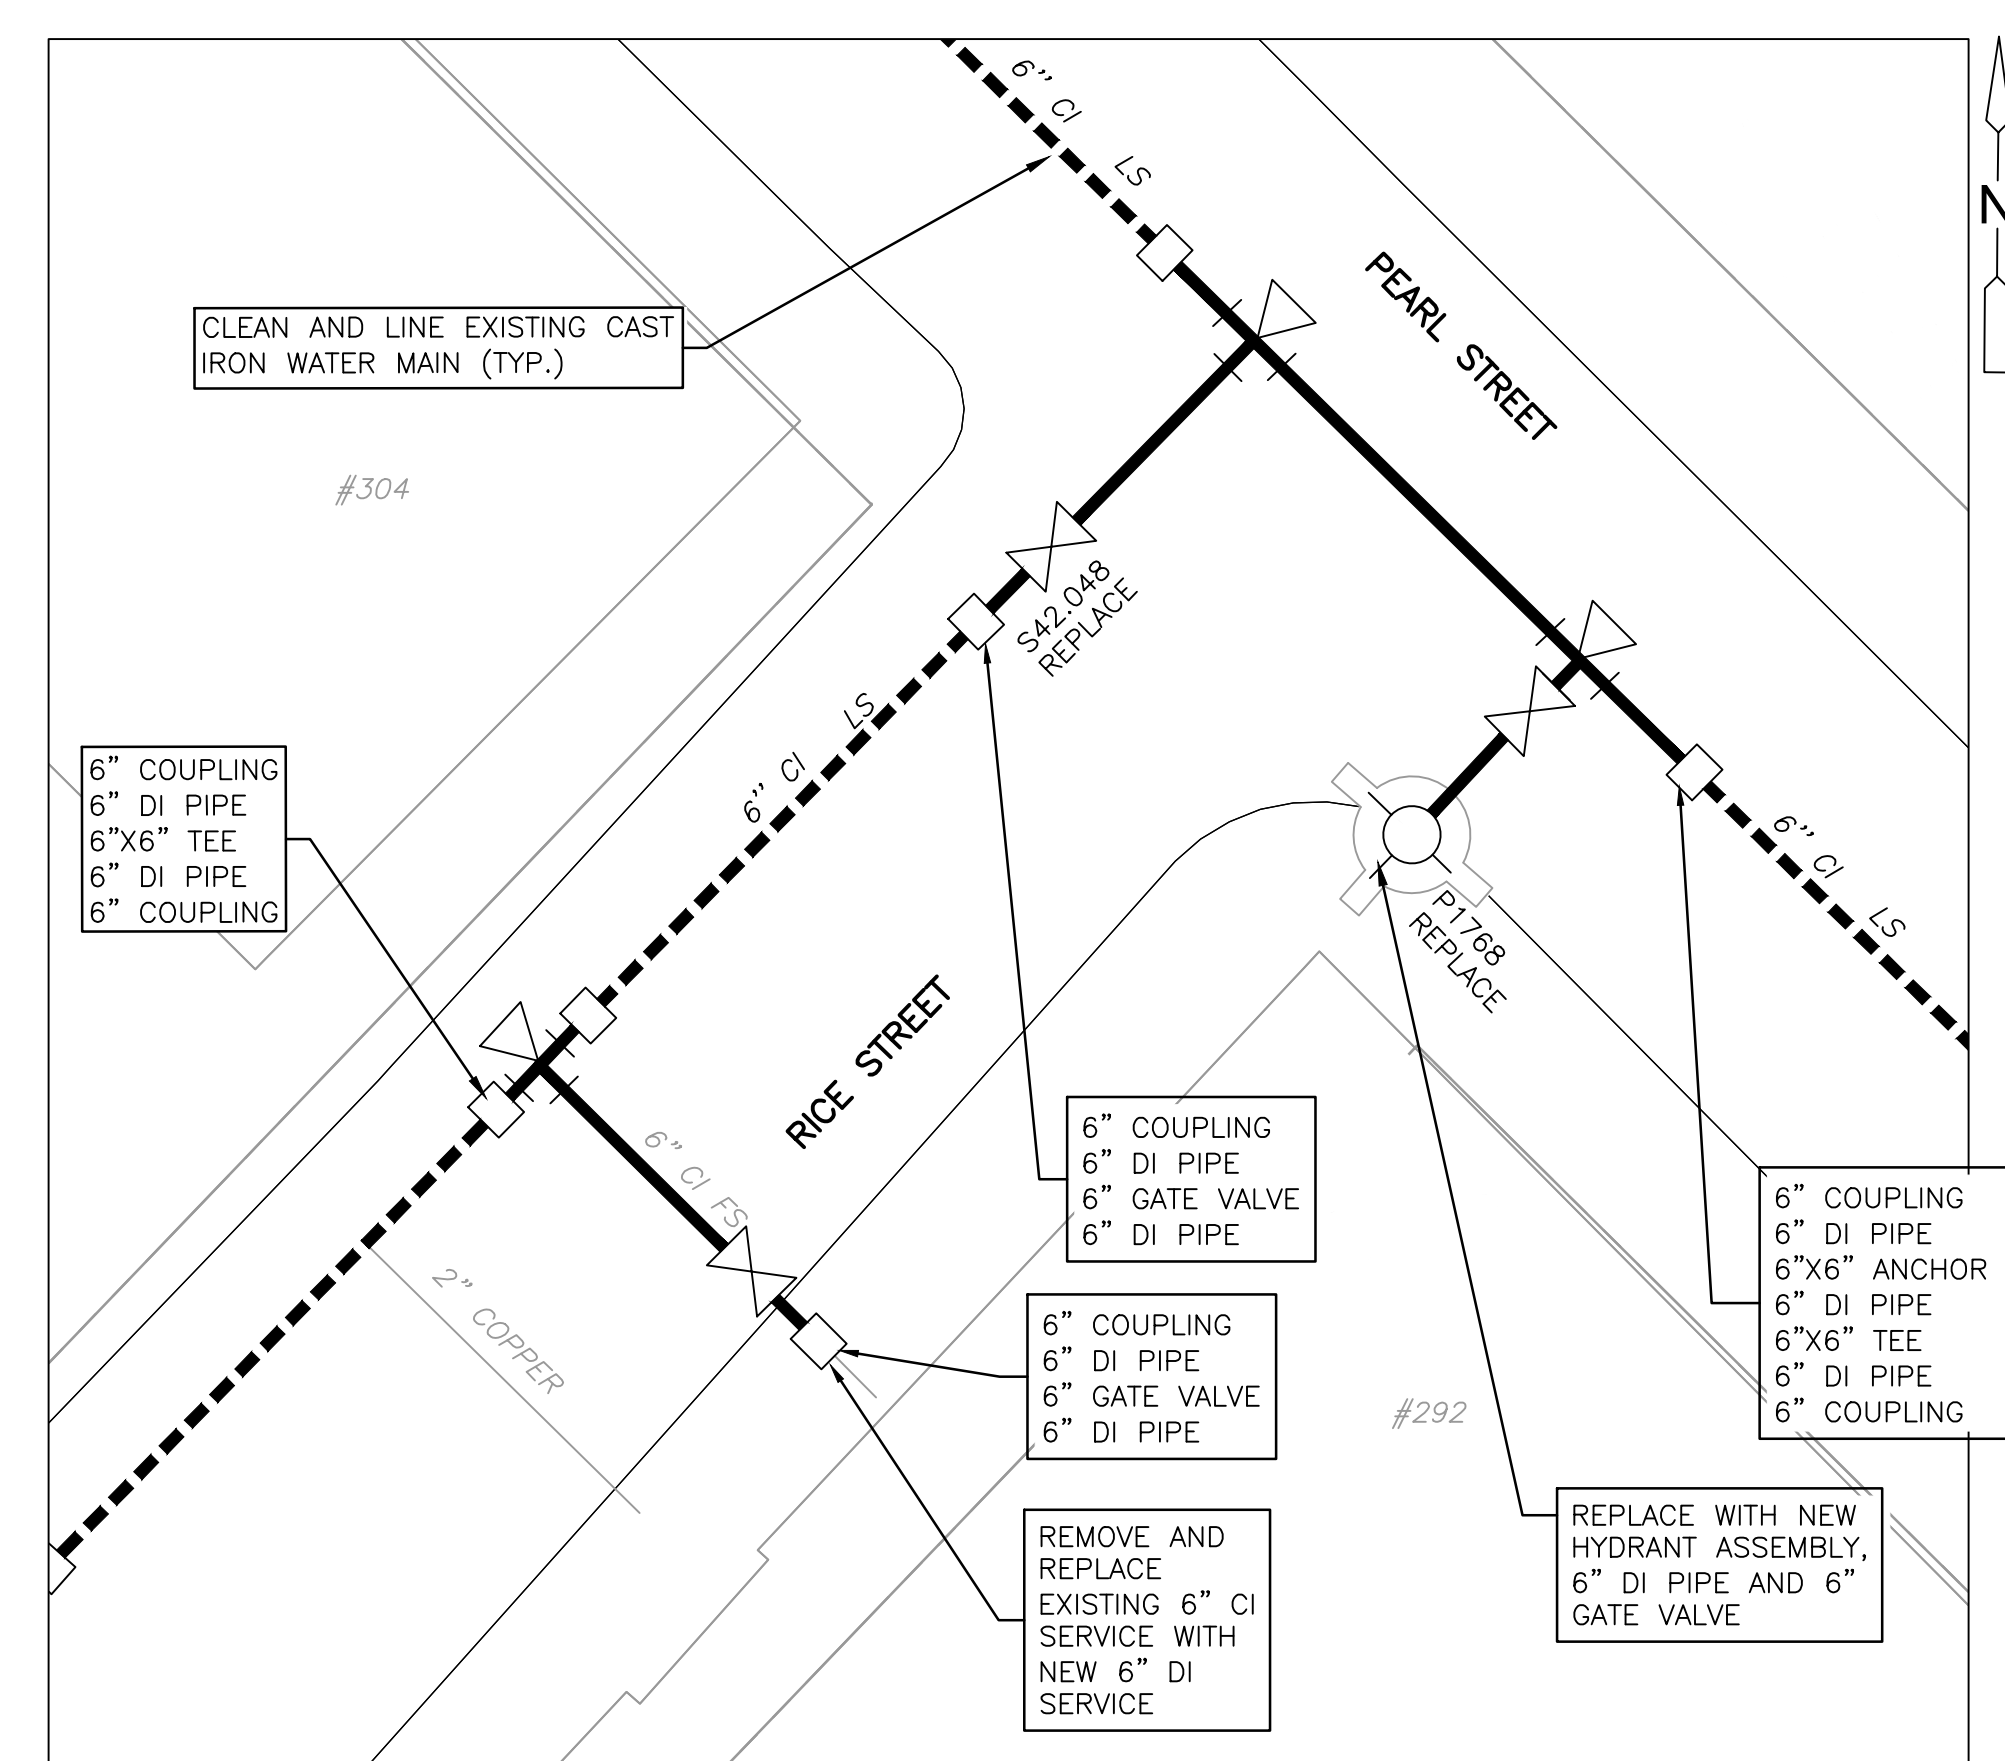 6" CI
LS
N
PEARL STREET
CLEAN AND LINE EXISTING CAST
IRON WATER MAIN (TYP.)
#304
S42.048
REPLACE
LS
6" CI
6" COUPLING
6" DI PIPE
6"X6" TEE
6" DI PIPE
6" COUPLING
6" CI
LS
P1768
REPLACE
RICE STREET
6" CI FS
2" COPPER
6" COUPLING
6" DI PIPE
6" GATE VALVE
6" DI PIPE
6" COUPLING
6" DI PIPE
6"X6" ANCHOR
6" DI PIPE
6"X6" TEE
6" DI PIPE
6" COUPLING
6" COUPLING
6" DI PIPE
6" GATE VALVE
6" DI PIPE
#292
REMOVE AND
REPLACE
EXISTING 6" CI
SERVICE WITH
NEW 6" DI
SERVICE
REPLACE WITH NEW
HYDRANT ASSEMBLY,
6" DI PIPE AND 6"
GATE VALVE